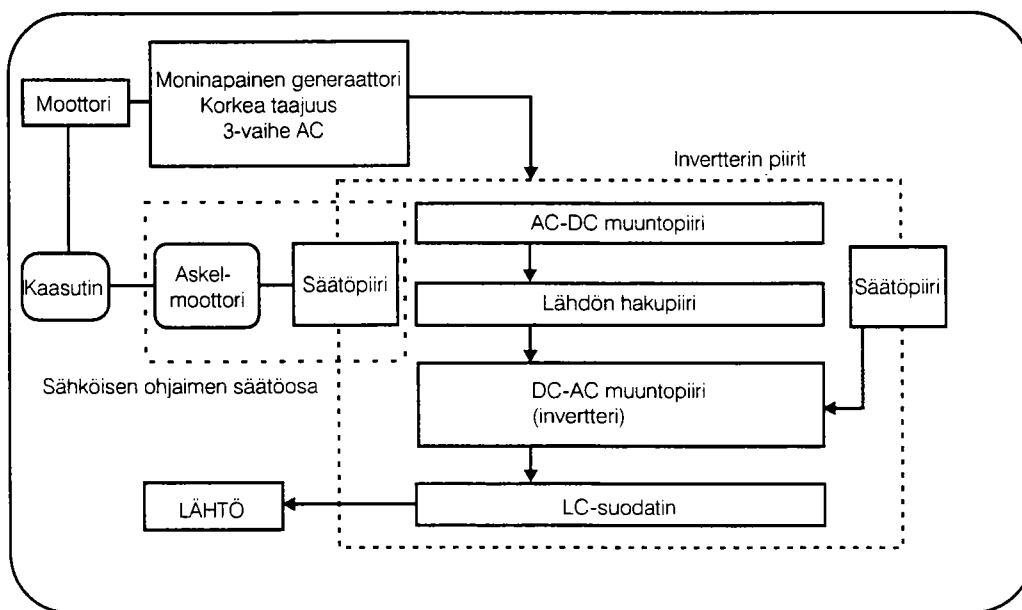 Moottori
Moninapainen generaattori
Korkea taajuus
3-vaihe AC
Invertterin piirit
AC-DC muuntopiiri
Kaasutin
Askel-
moottori
Säätöpiiri
Lähdön hakupiiri
Säätöpiiri
Sähköisen ohjaimen säätöosa
DC-AC muuntopiiri
(invertteri)
LÄHTÖ
LC-suodatin